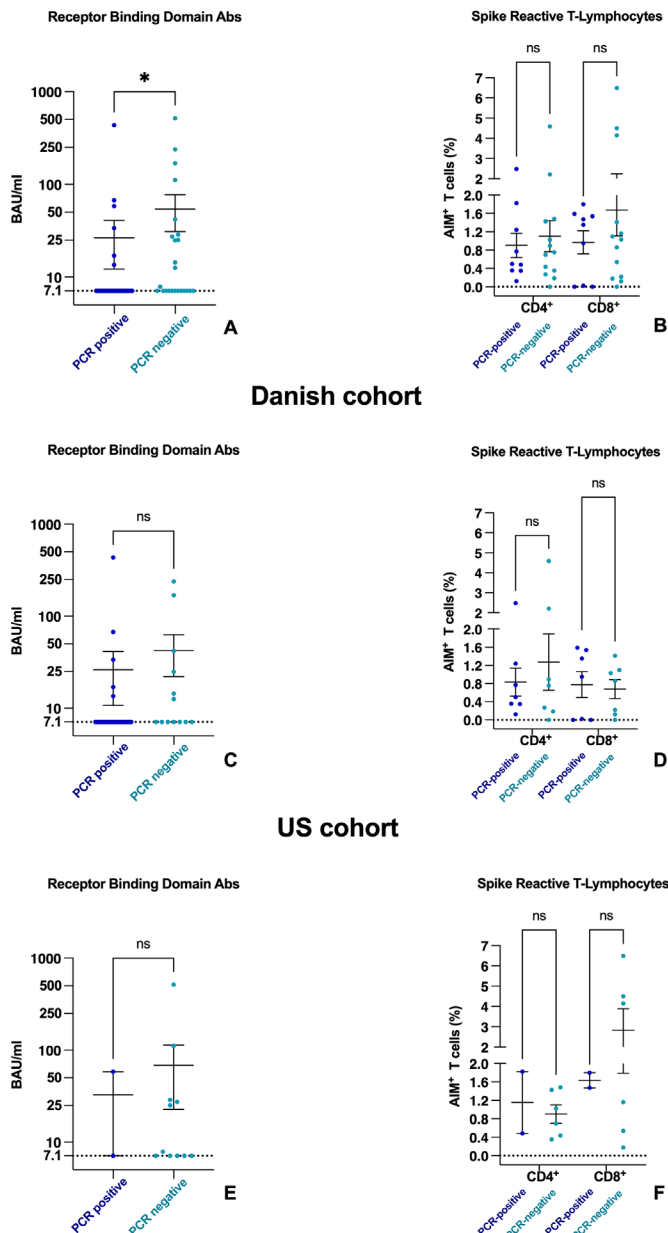 Receptor Binding Domain Abs
BAU/ml
1000
500
250
100
50
25
10
7.1
*
PCR positive
PCR negative
A
Spike Reactive T-Lymphocytes
AIM⁺ T cells (%)
7
6
5
4
3
2
2.0
1.6
1.2
0.8
0.4
0.0
ns
ns
CD4⁺
CD8⁺
PCR-positive
PCR-negative
PCR-positive
PCR-negative
B
Danish cohort
Receptor Binding Domain Abs
BAU/ml
1000
500
250
100
50
25
10
7.1
ns
PCR positive
PCR negative
C
Spike Reactive T-Lymphocytes
AIM⁺ T cells (%)
7
6
5
4
3
2
2.0
1.6
1.2
0.8
0.4
0.0
ns
ns
CD4⁺
CD8⁺
PCR-positive
PCR-negative
PCR-positive
PCR-negative
D
US cohort
Receptor Binding Domain Abs
BAU/ml
1000
500
250
100
50
25
10
7.1
ns
PCR positive
PCR negative
E
Spike Reactive T-Lymphocytes
AIM⁺ T cells (%)
7
6
5
4
3
2
2.0
1.6
1.2
0.8
0.4
0.0
ns
ns
CD4⁺
CD8⁺
PCR-positive
PCR-negative
PCR-positive
PCR-negative
F